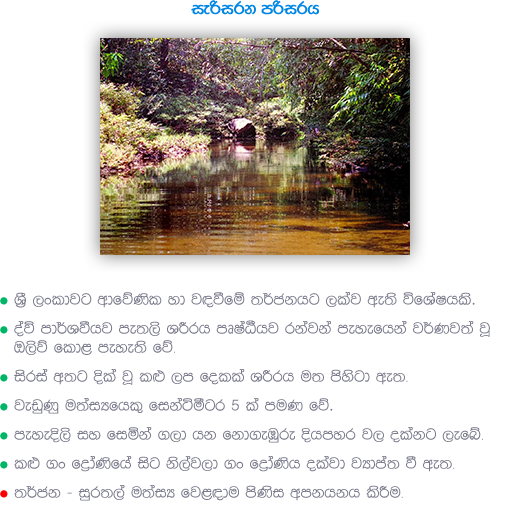 සැරිසරන පරිසරය
ශ්‍රී ලංකාවට ආවේණික හා වඳවීමේ තර්ජනයට ලක්ව ඇති විශේෂයකි.
ද්වි පාර්ශවීයව පැතලි ශරීරය පෘෂ්ඨීයව රන්වන් පැහැයෙන් වර්ණවත් වූ
ඔලිව් කොළ පැහැති වේ.
සිරස් අතට දික් වූ කළු ලප දෙකක් ශරීරය මත පිහිටා ඇත.
වැඩුණු මත්ස්‍යයෙකු සෙන්ටිමීටර 5 ක් පමණ වේ.
පැහැදිලි සහ සෙමින් ගලා යන නොගැඹුරු දියපහර වල දක්නට ලැබේ.
කළු ගං ද්‍රෝණියේ සිට නිල්වලා ගං ද්‍රෝණිය දක්වා ව්‍යාප්ත වී ඇත.
තර්ජන - සුරතල් මත්ස්‍ය වෙළඳාම පිණිස අපනයනය කිරීම.